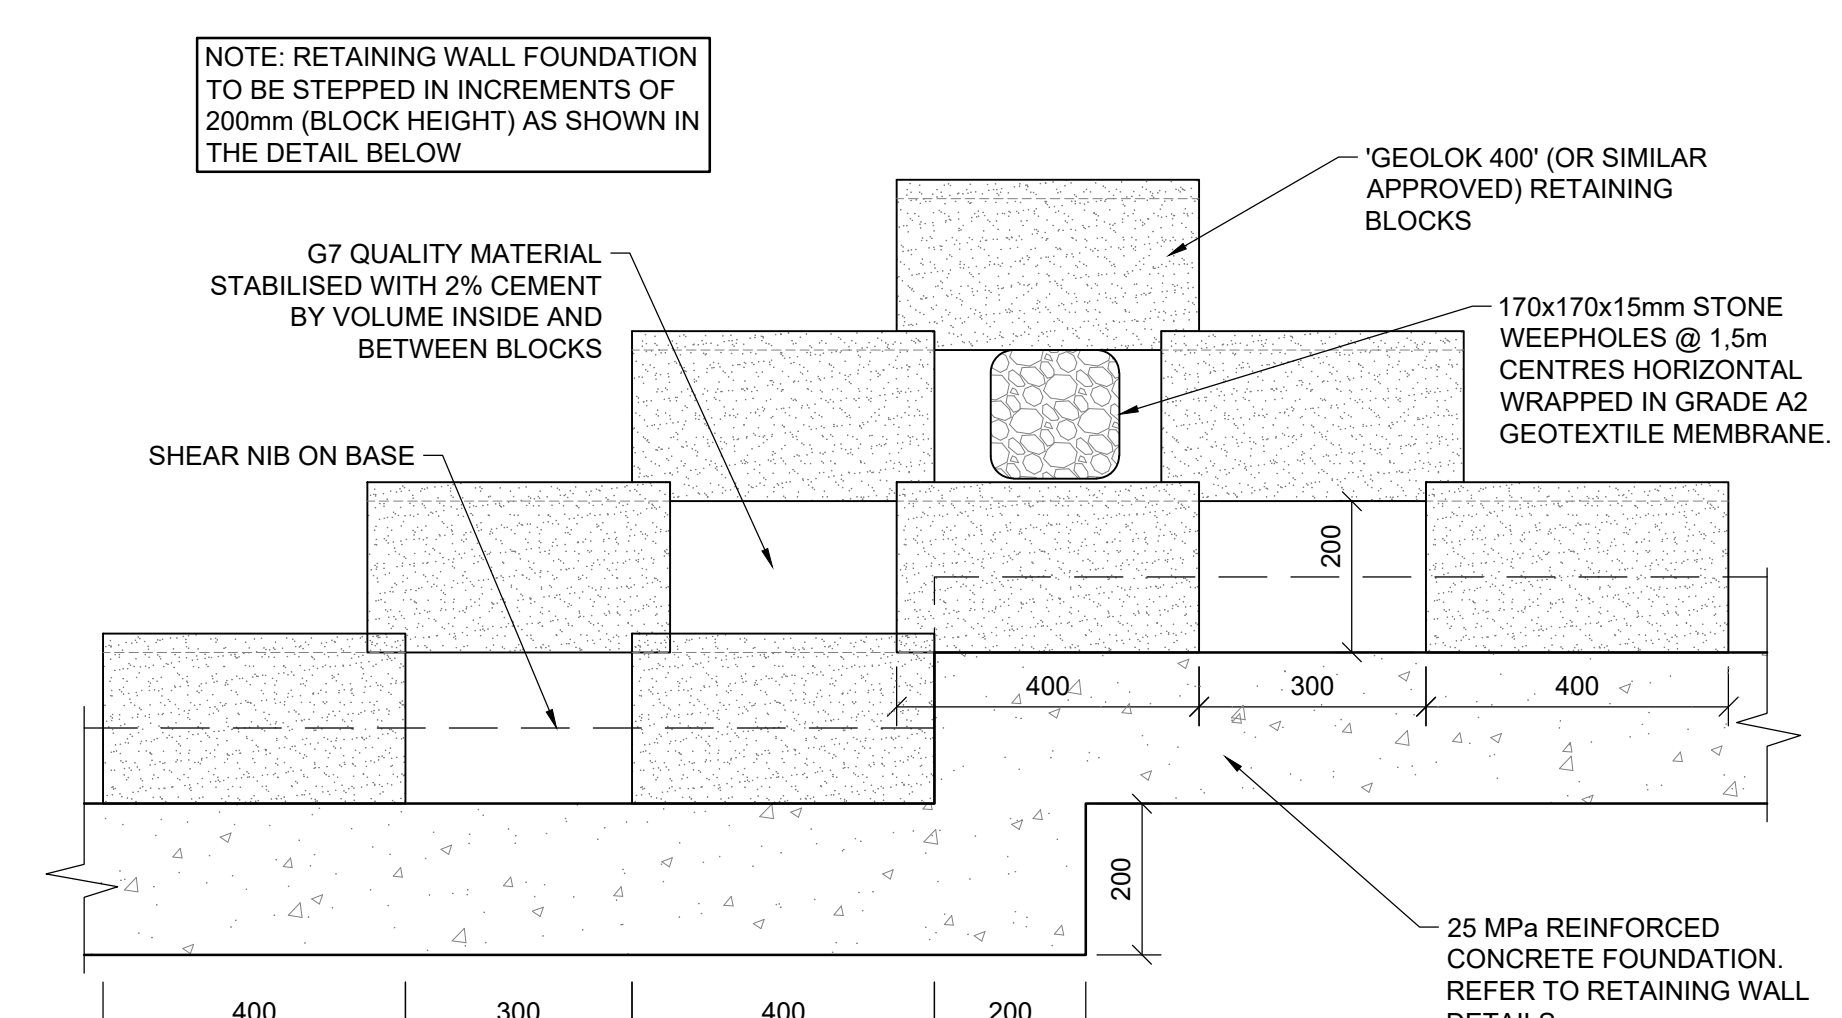 NOTE: RETAINING WALL FOUNDATION
TO BE STEPPED IN INCREMENTS OF
200mm (BLOCK HEIGHT) AS SHOWN IN
THE DETAIL BELOW
'GEOLOK 400' (OR SIMILAR
APPROVED) RETAINING
BLOCKS
G7 QUALITY MATERIAL
STABILISED WITH 2% CEMENT
BY VOLUME INSIDE AND
BETWEEN BLOCKS
170x170x15mm STONE
WEEPHOLES @ 1,5m
CENTRES HORIZONTAL
WRAPPED IN GRADE A2
GEOTEXTILE MEMBRANE.
SHEAR NIB ON BASE
200
400
300
400
200
25 MPa REINFORCED
CONCRETE FOUNDATION.
REFER TO RETAINING WALL
DETAILS
400
300
400
200